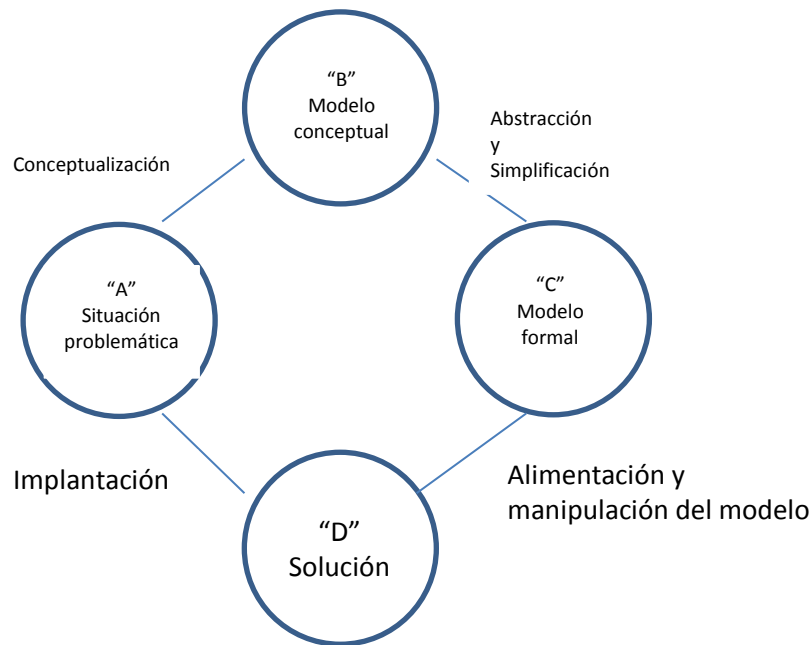 “B”
Modelo
conceptual
Abstracción
y
Simplificación
Conceptualización
“A”
Situación
problemática
“C”
Modelo
formal
Implantación
Alimentación y
manipulación del modelo
“D”
Solución